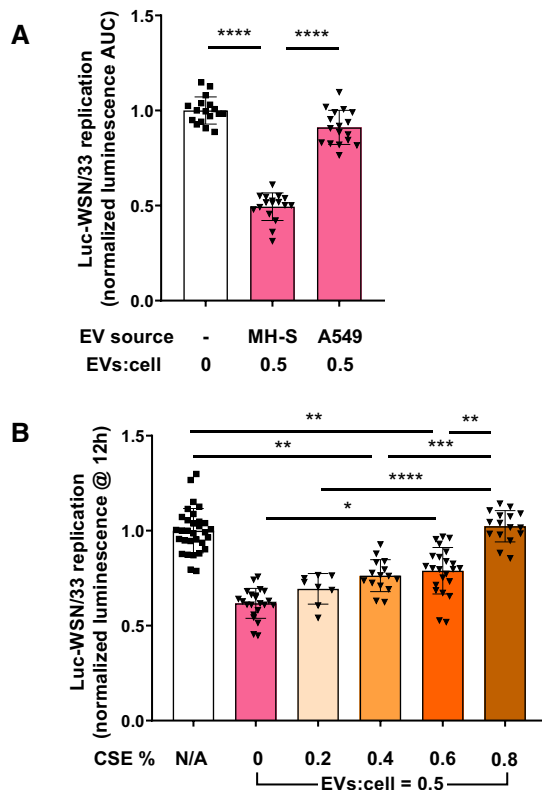 A
Luc-WSN/33 replication
(normalized luminescence AUC)
1.5
1.0
0.5
0.0
**** ****
EV source - MH-S A549
EVs:cell 0 0.5 0.5
B
Luc-WSN/33 replication
(normalized luminescence @ 12h)
1.5
1.0
0.5
0.0
** **
** ***
****
*
CSE % N/A 0 0.2 0.4 0.6 0.8
EVs:cell = 0.5